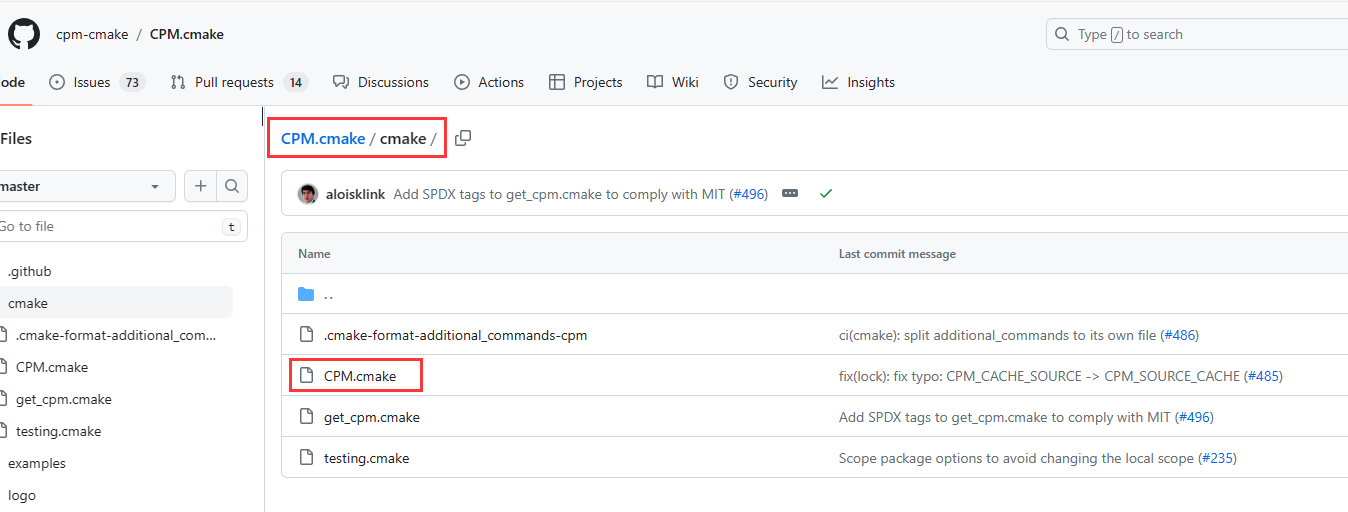 cpm-cmake / CPM.cmake
Type / to search
ode Issues 73 Pull requests 14 Discussions Actions Projects Wiki Security Insights
Files
master
Go to file t
.github
cmake
.cmake-format-additional_com...
CPM.cmake
get_cpm.cmake
testing.cmake
examples
logo
CPM.cmake / cmake /
aloisklink Add SPDX tags to get_cpm.cmake to comply with MIT (#496)
Name Last commit message
..
.cmake-format-additional_commands-cpm ci(cmake): split additional_commands to its own file (#486)
CPM.cmake fix(lock): fix typo: CPM_CACHE_SOURCE -> CPM_SOURCE_CACHE (#485)
get_cpm.cmake Add SPDX tags to get_cpm.cmake to comply with MIT (#496)
testing.cmake Scope package options to avoid changing the local scope (#235)